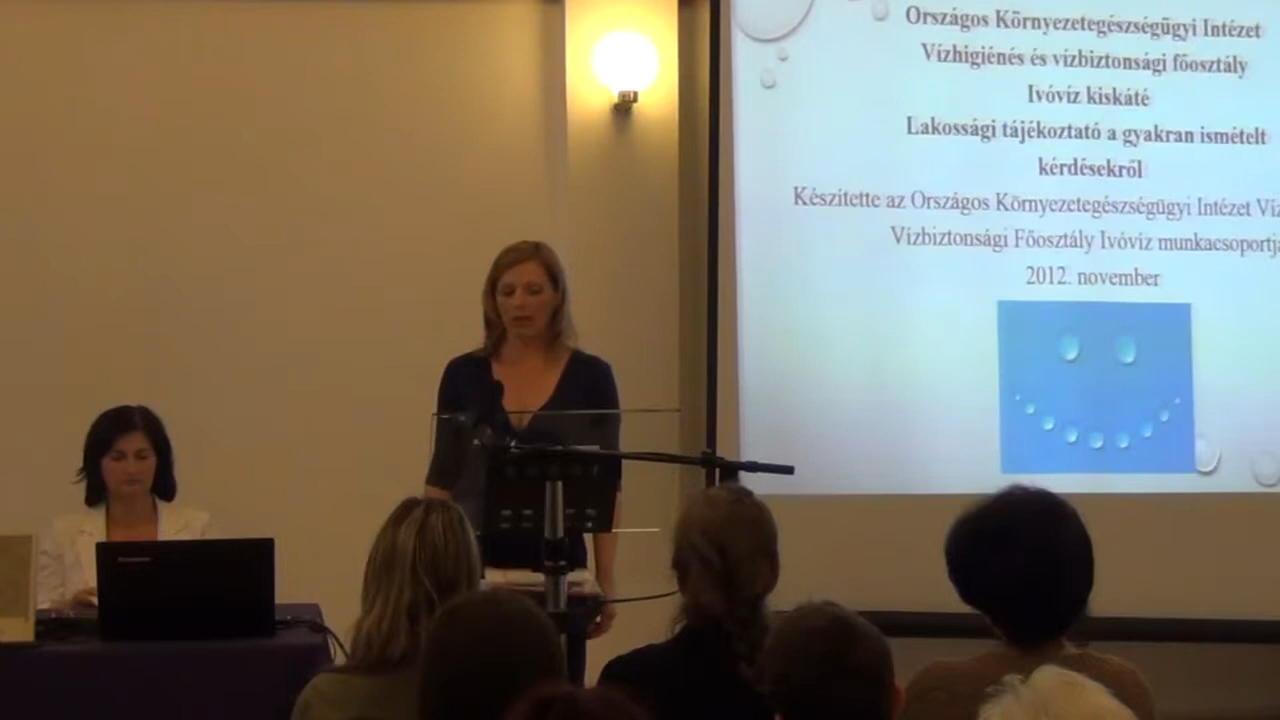 Országos Környezetegészségügyi Intézet
Vízhigiénés és vízbiztonsági főosztály
Ivóvíz kiskáté
Lakossági tájékoztató a gyakran ismételt
kérdésekről
Készítette az Országos Környezetegészségügyi Intézet
Vízbiztonsági Főosztály Ivóvíz
2012. november